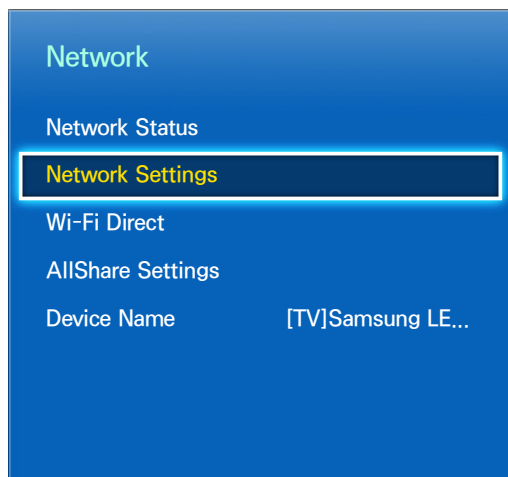 Network
Network Status
Network Settings
Wi-Fi Direct
AllShare Settings
Device Name [TV]Samsung LE...